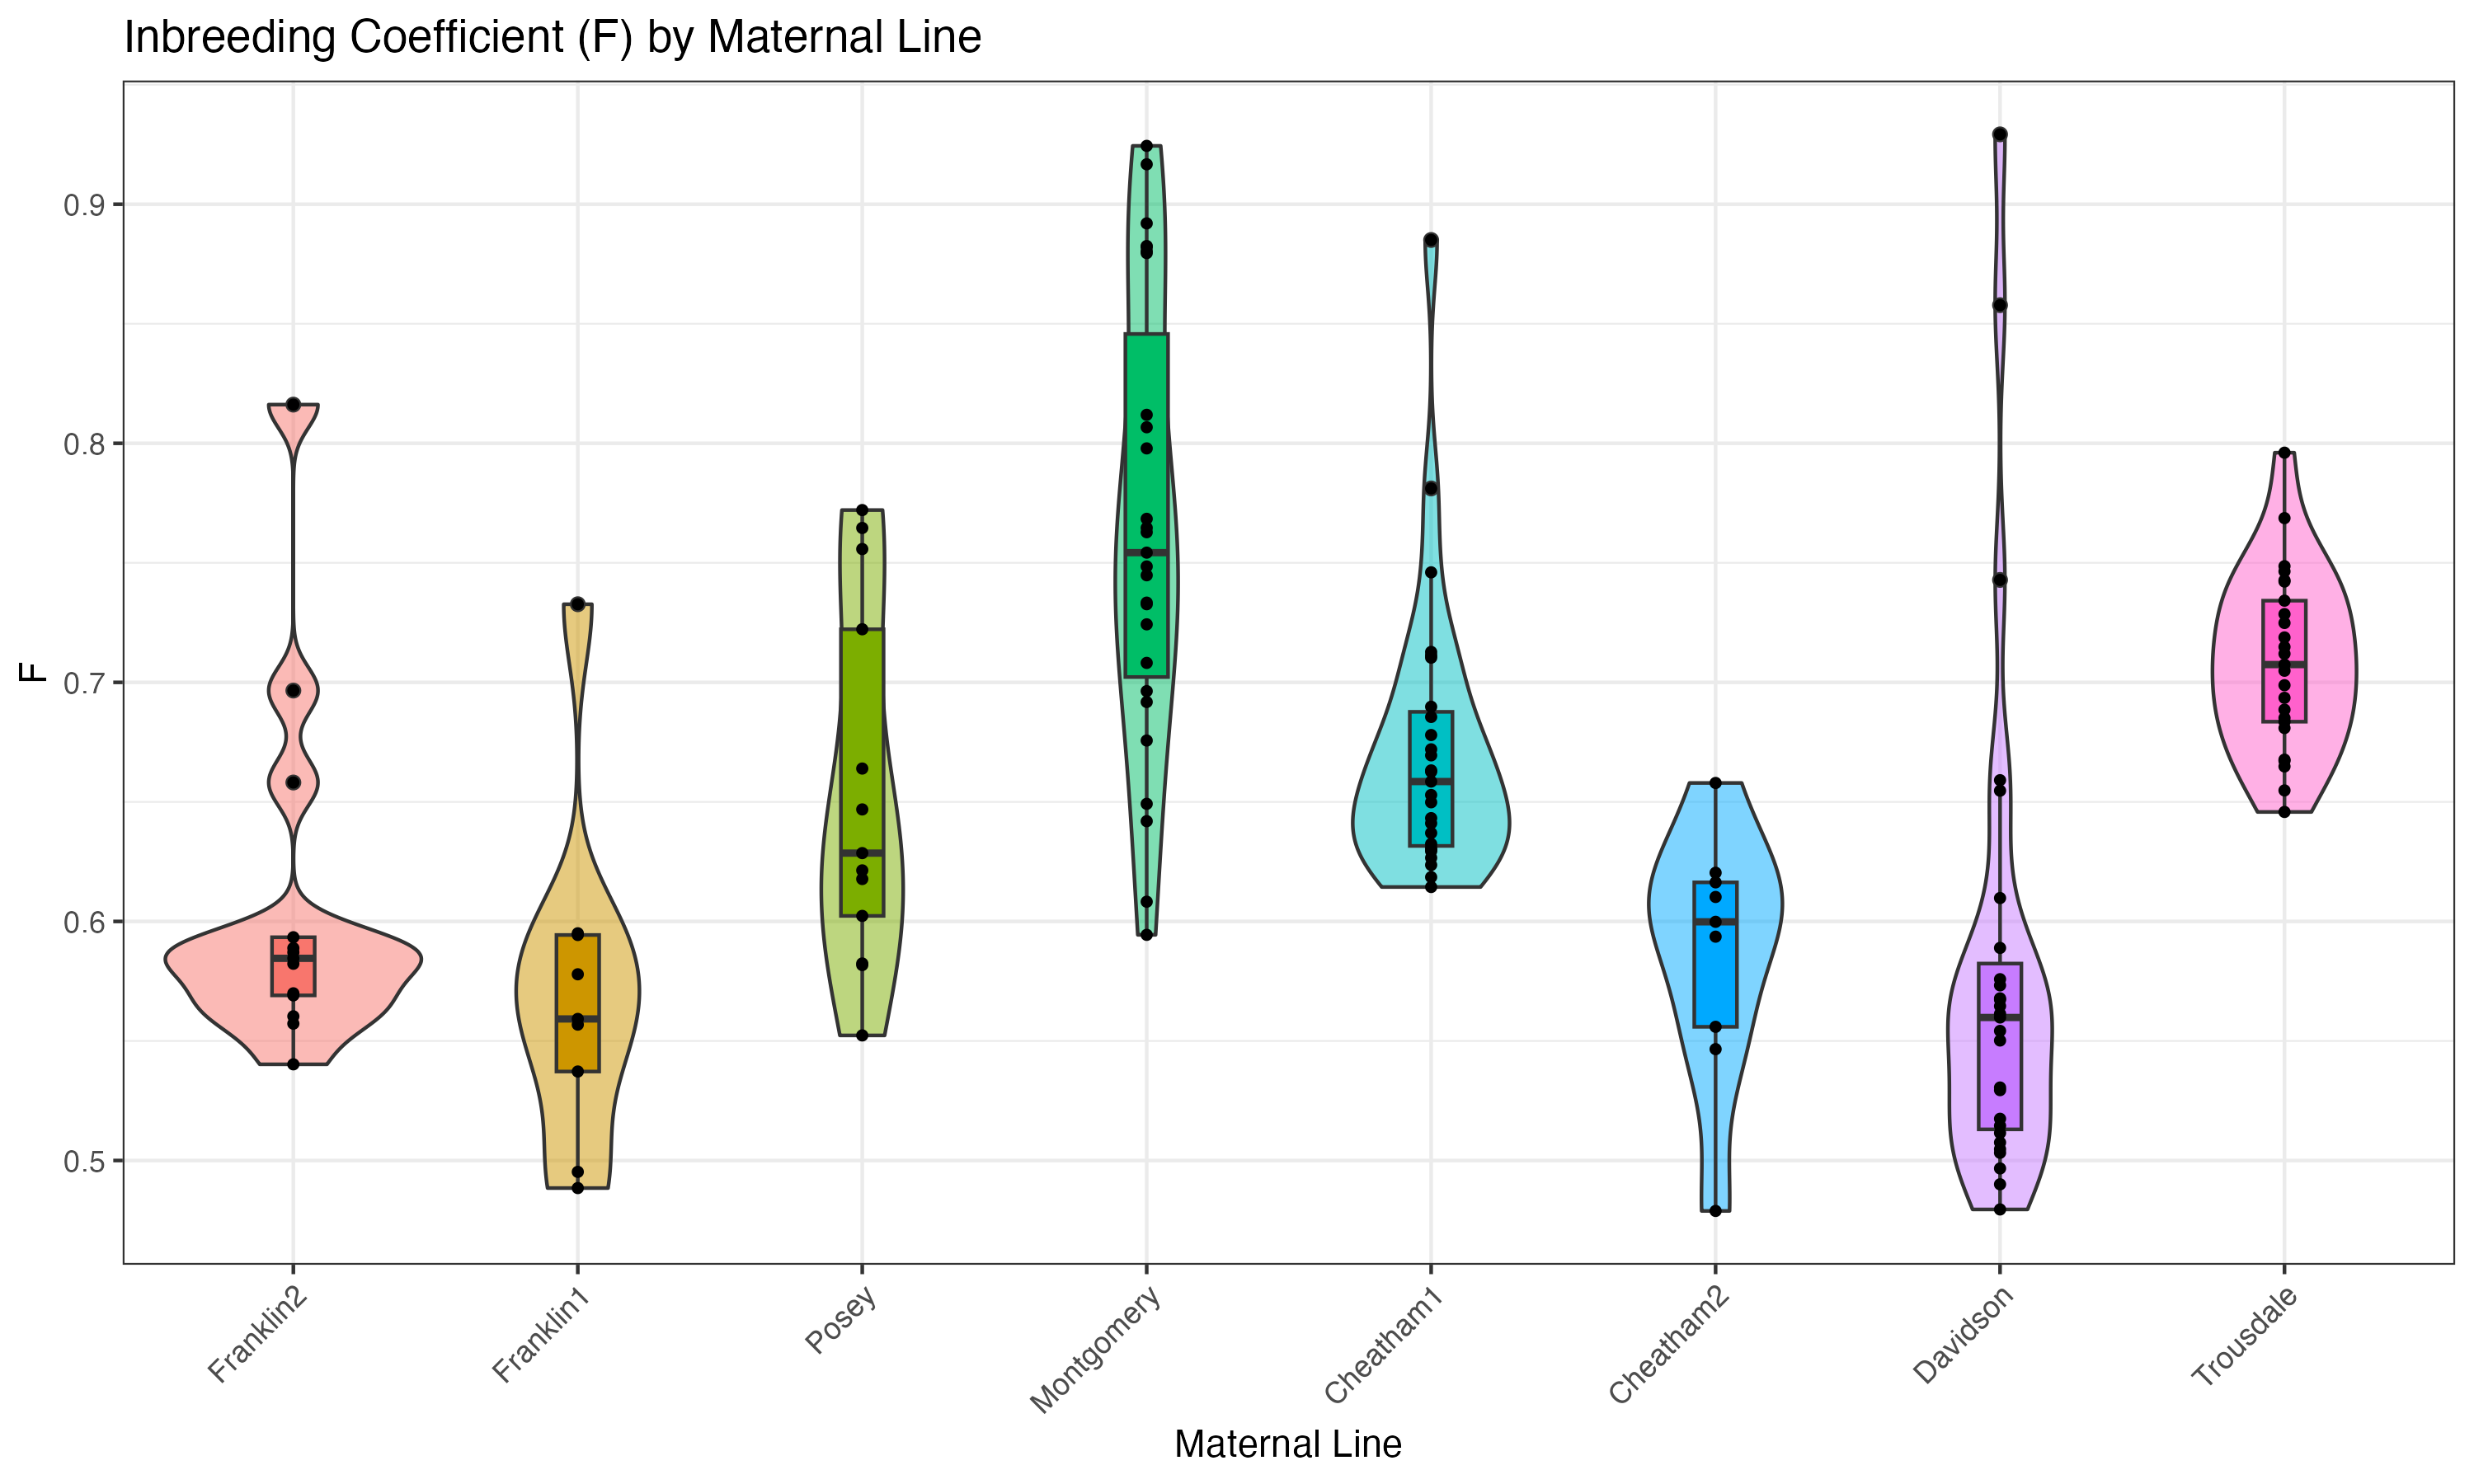 Inbreeding Coefficient (F) by Maternal Line
F
0.9
0.8
0.7
0.6
0.5
Franklin2
Franklin1
Posey
Montgomery
Cheatham1
Cheatham2
Davidson
Trousdale
Maternal Line